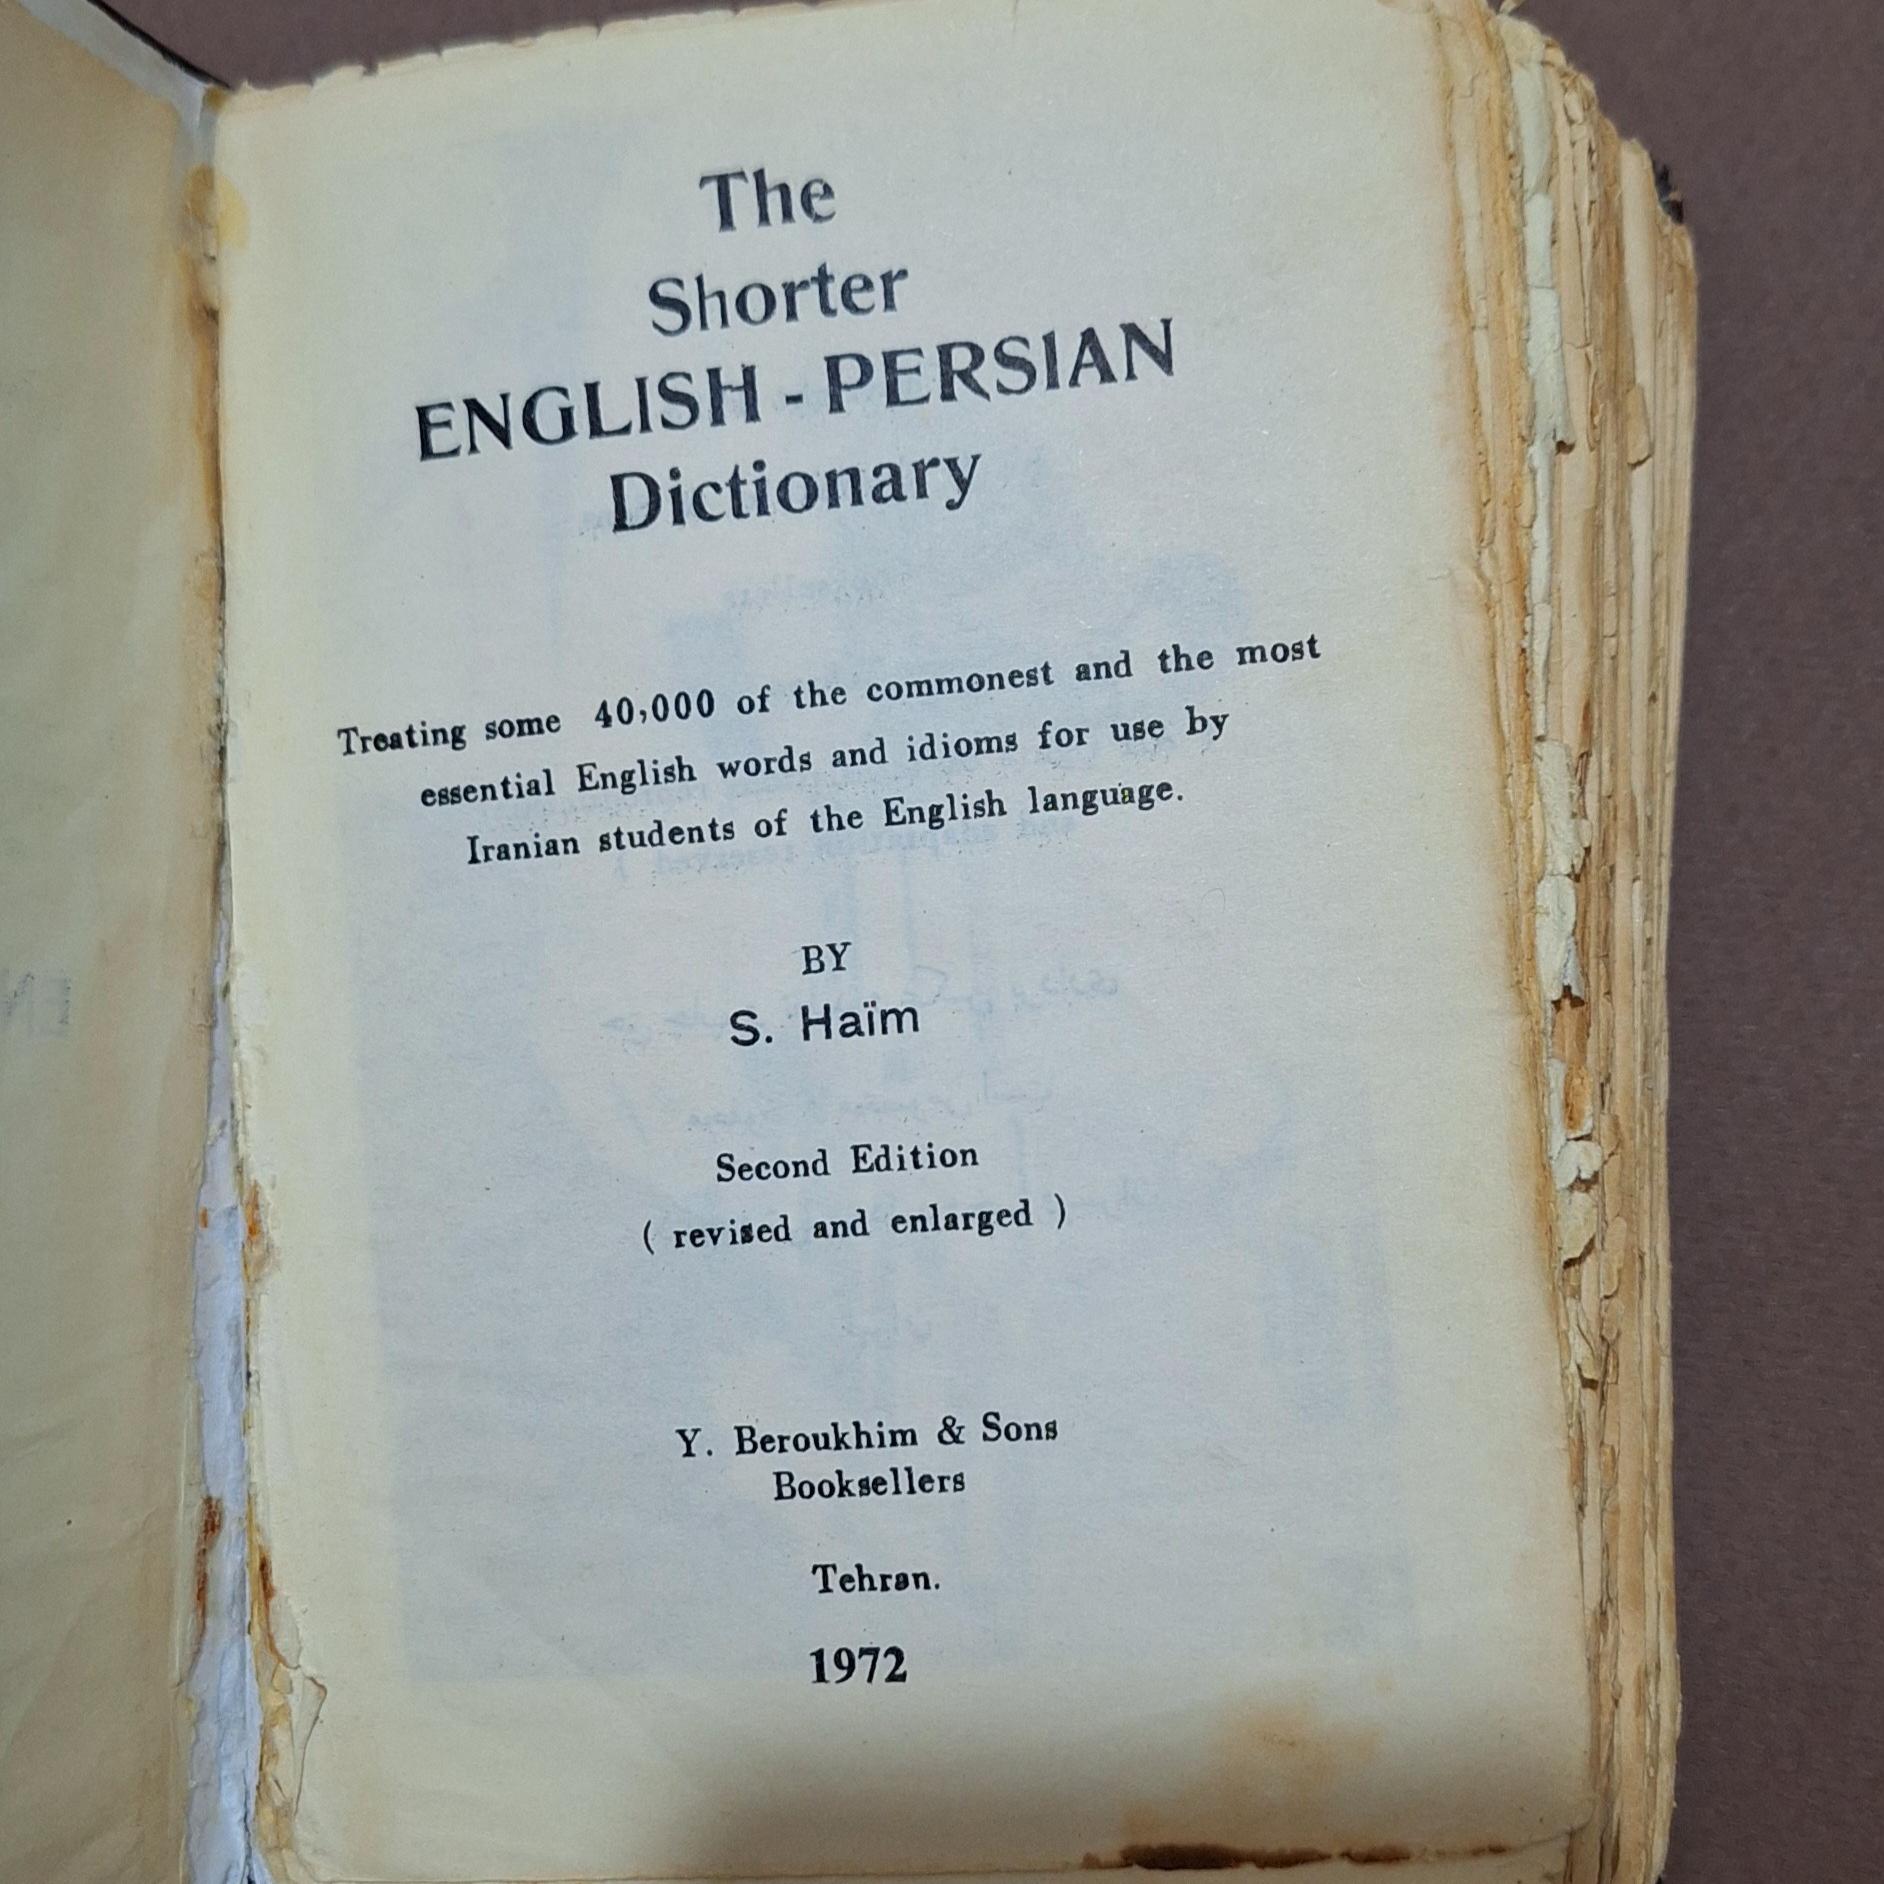 The
Shorter
ENGLISH - PERSIAN
Dictionary
Treating some 40,000 of the commonest and the most
essential English words and idioms for use by
Iranian students of the English language.
BY
S. Haïm
Second Edition
( revised and enlarged )
Y. Beroukhim & Sons
Booksellers
Tehran.
1972